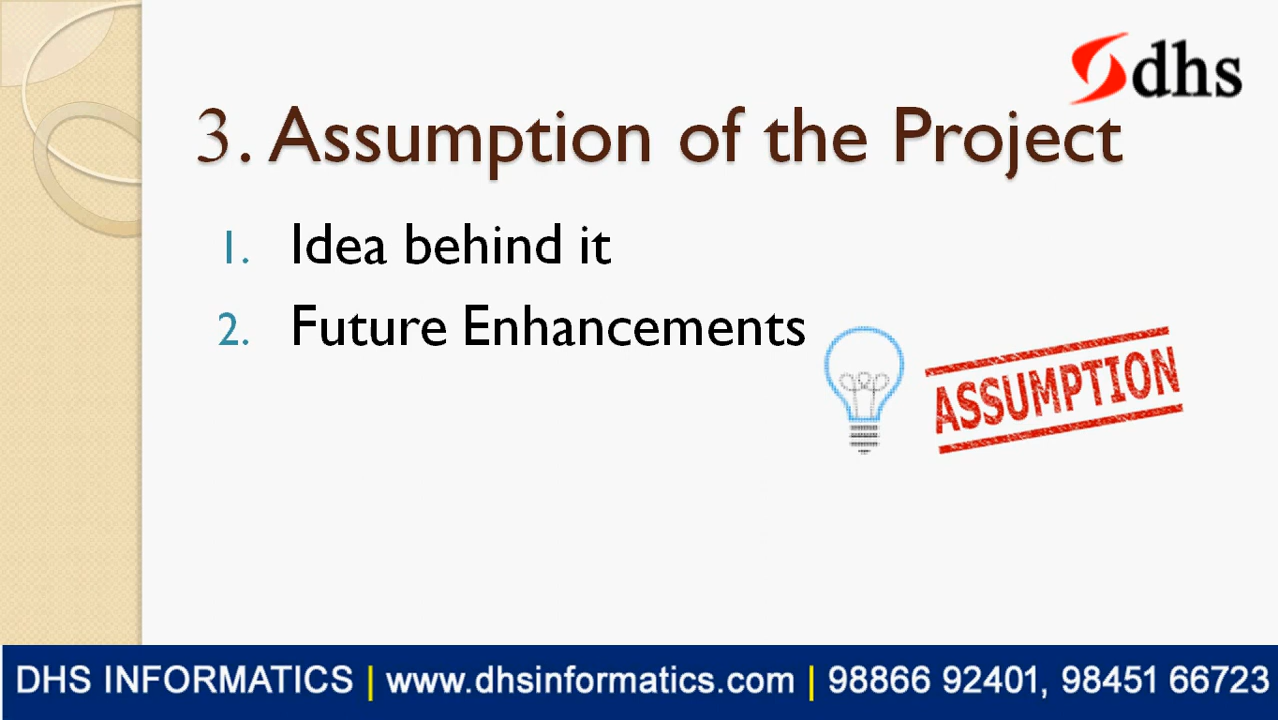 dhs
3. Assumption of the Project
1. Idea behind it
2. Future Enhancements
ASSUMPTION
DHS INFORMATICS | www.dhsinformatics.com | 98866 92401, 98451 66723